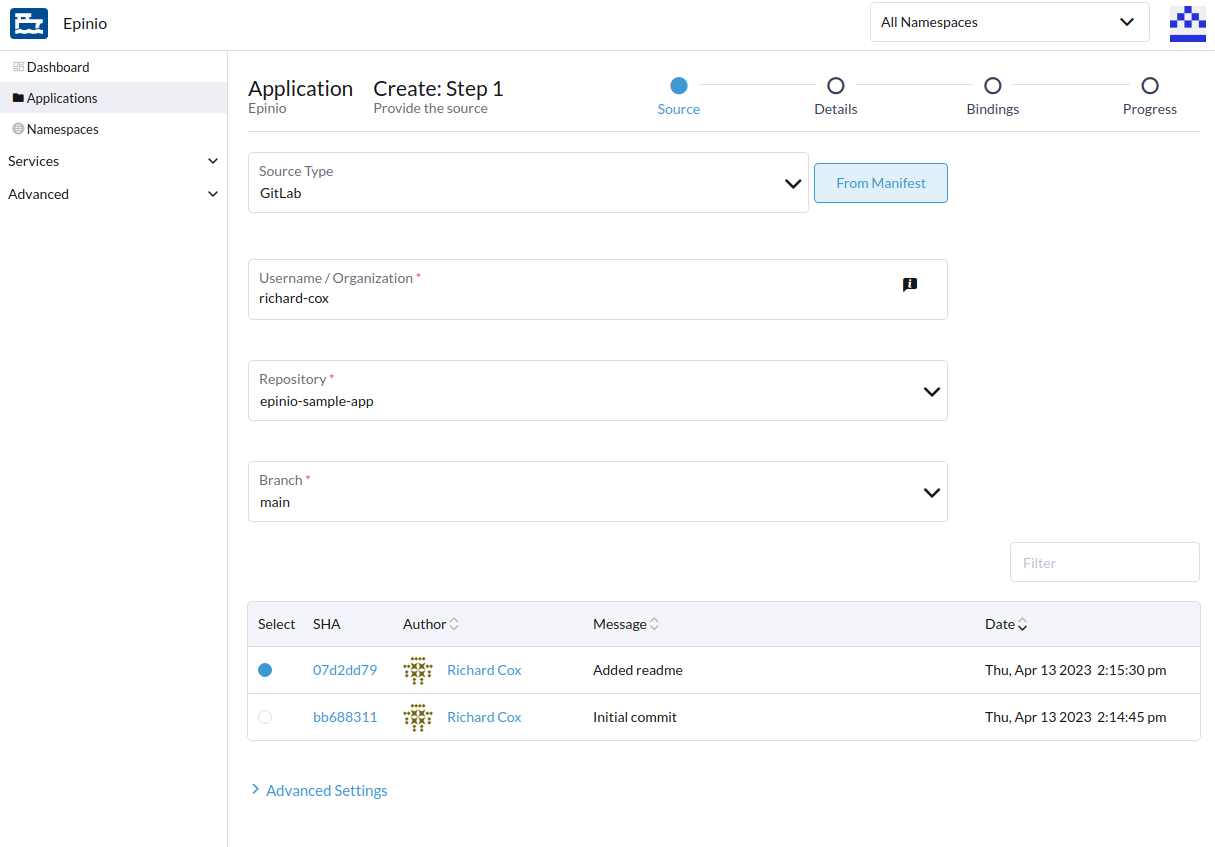 Epinio
All Namespaces
Dashboard
Applications
Namespaces
Services
Advanced
Application Create: Step 1
Epinio Provide the source
Source Details Bindings Progress
Source Type
GitLab
From Manifest
Username / Organization *
richard-cox
Repository *
epinio-sample-app
Branch *
main
Filter
Select SHA Author Message Date
07d2dd79 Richard Cox Added readme Thu, Apr 13 2023 2:15:30 pm
bb688311 Richard Cox Initial commit Thu, Apr 13 2023 2:14:45 pm
Advanced Settings